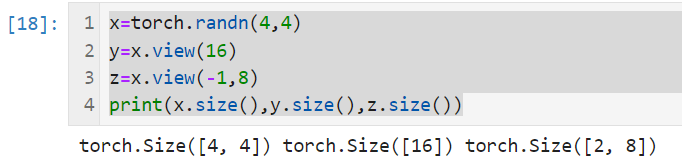 [18]:
1 x=torch.randn(4,4)
2 y=x.view(16)
3 z=x.view(-1,8)
4 print(x.size(),y.size(),z.size())
torch.Size([4, 4]) torch.Size([16]) torch.Size([2, 8])